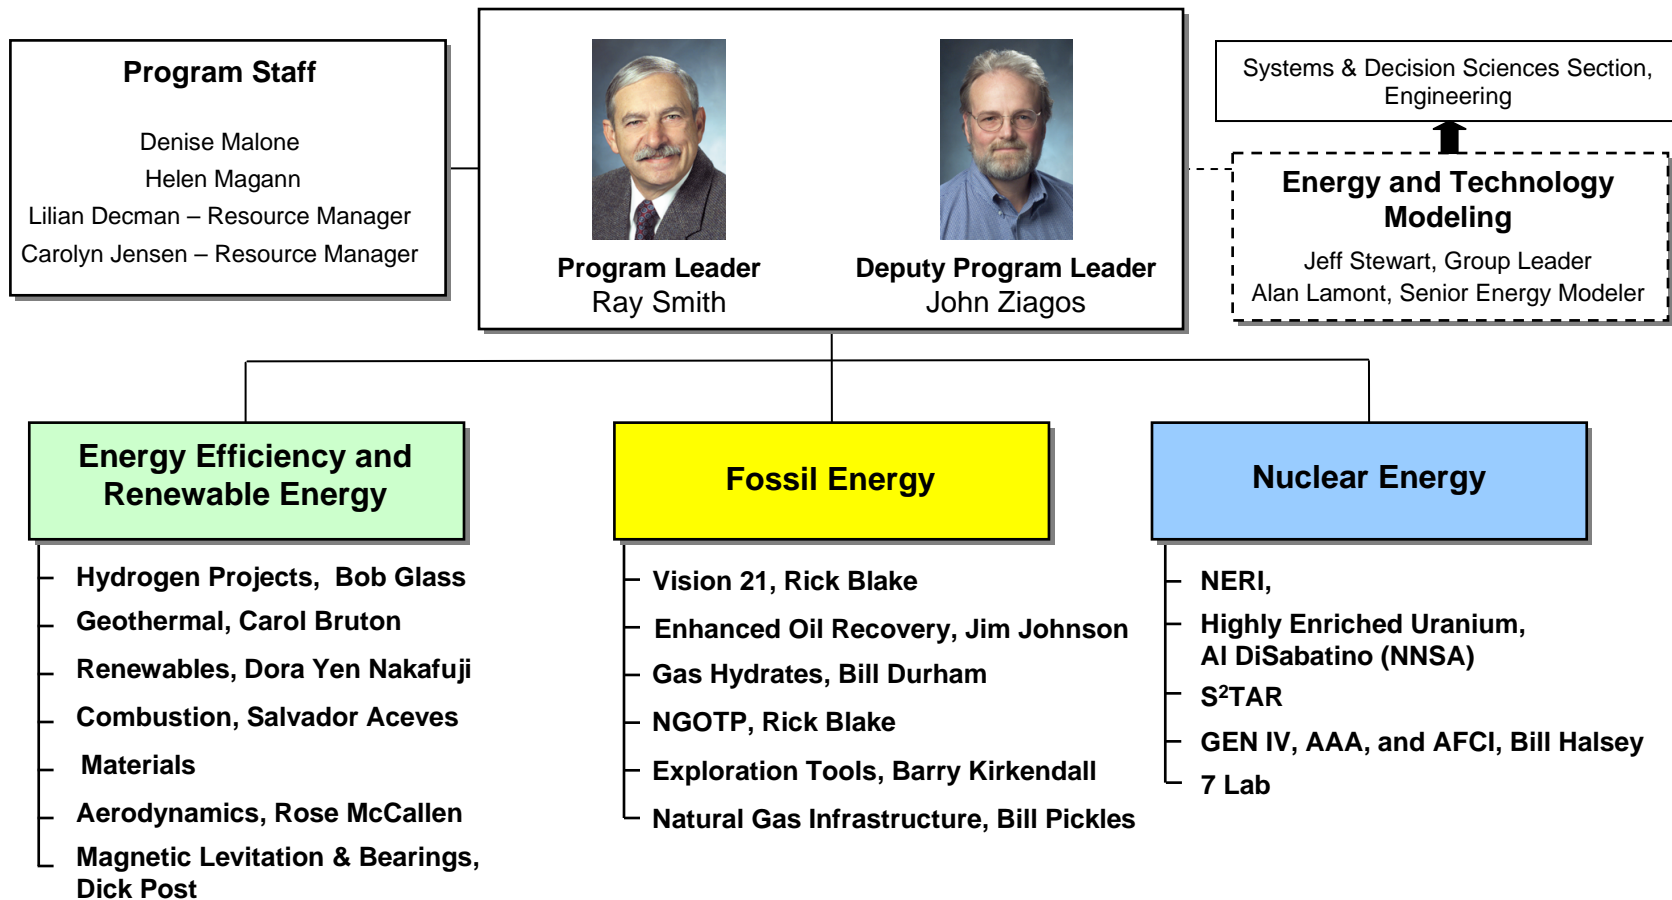 Program Staff
Denise Malone
Helen Magann
Lilian Decman – Resource Manager
Carolyn Jensen – Resource Manager
Program Leader
Ray Smith
Deputy Program Leader
John Ziagos
Systems & Decision Sciences Section,
Engineering
Energy and Technology
Modeling
Jeff Stewart, Group Leader
Alan Lamont, Senior Energy Modeler
Energy Efficiency and
Renewable Energy
Hydrogen Projects,  Bob Glass
Geothermal, Carol Bruton
Renewables, Dora Yen Nakafuji
Combustion, Salvador Aceves
Materials
Aerodynamics, Rose McCallen
Magnetic Levitation & Bearings,
Dick Post
Fossil Energy
Vision 21, Rick Blake
Enhanced Oil Recovery, Jim Johnson
Gas Hydrates, Bill Durham
NGOTP, Rick Blake
Exploration Tools, Barry Kirkendall
Natural Gas Infrastructure, Bill Pickles
Nuclear Energy
NERI,
Highly Enriched Uranium,
Al DiSabatino (NNSA)
S²TAR
GEN IV, AAA, and AFCI, Bill Halsey
7 Lab